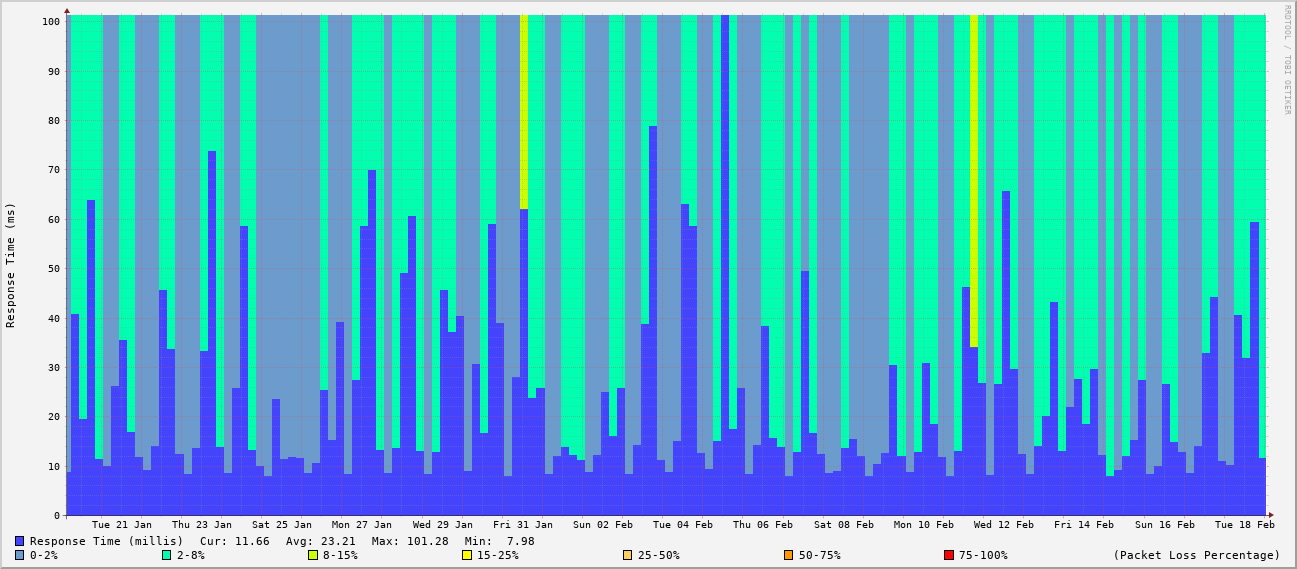 RRDTOOL / TOBI OETIKER
Response Time (ms)
100
90
80
70
60
50
40
30
20
10
0
Tue 21 Jan Thu 23 Jan Sat 25 Jan Mon 27 Jan Wed 29 Jan Fri 31 Jan Sun 02 Feb Tue 04 Feb Thu 06 Feb Sat 08 Feb Mon 10 Feb Wed 12 Feb Fri 14 Feb Sun 16 Feb Tue 18 Feb
Response Time (millis) Cur: 11.66 Avg: 23.21 Max: 101.28 Min: 7.98
0-2% 2-8% 8-15% 15-25% 25-50% 50-75% 75-100% (Packet Loss Percentage)